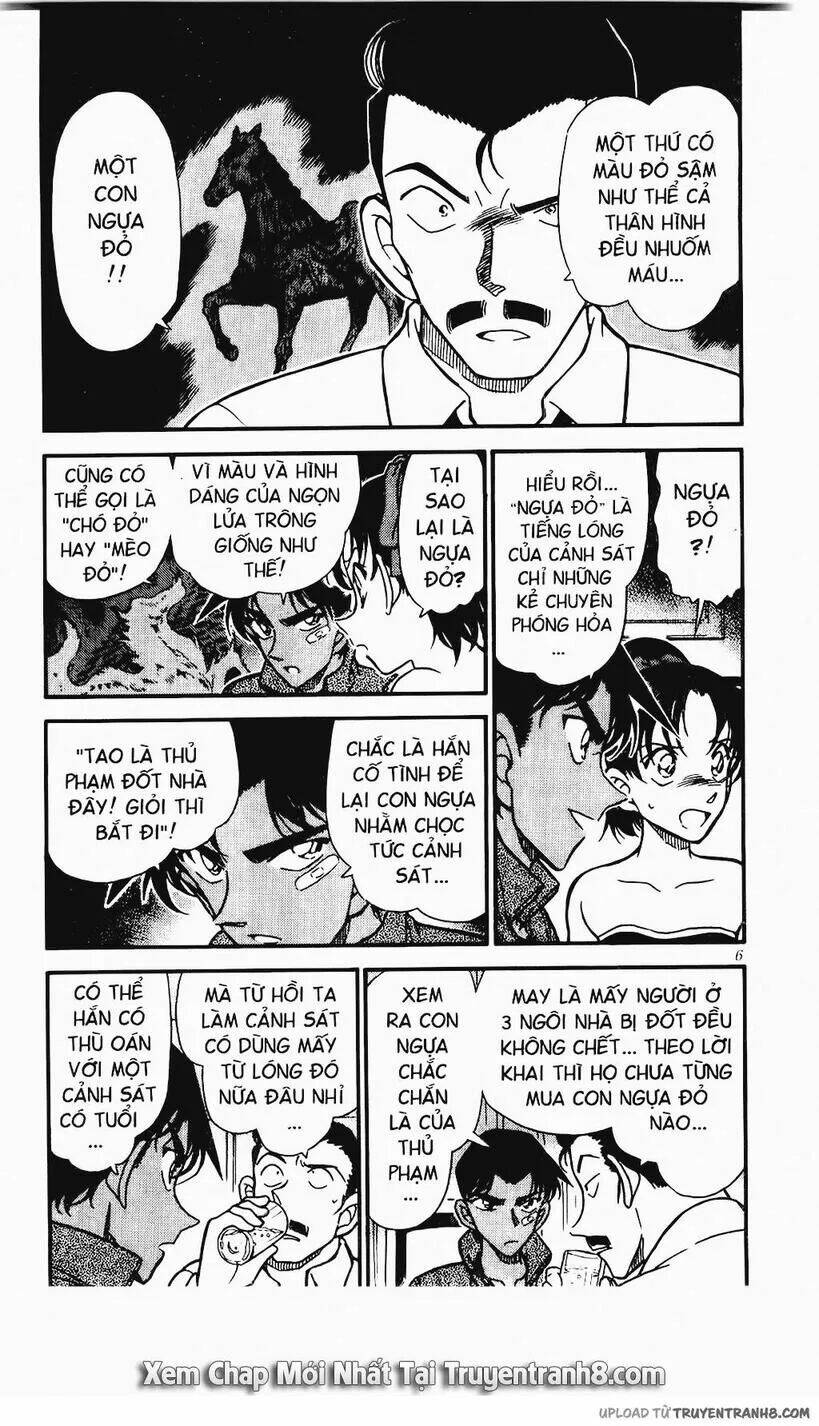 MỘT THỨ CÓ
MÀU ĐỎ SẬM
NHƯ THỂ CẢ
THÂN HÌNH
ĐỀU NHUỐM
MÁU...
MỘT
CON
NGỰA
ĐỎ
!!
NGỰA
ĐỎ
?!
HIỂU RỒI...
"NGỰA ĐỎ" LÀ
TIẾNG LÓNG
CỦA CẢNH SÁT
CHỈ NHỮNG
KẺ CHUYÊN
PHÓNG HỎA
...
TẠI
SAO
LẠI LÀ
NGỰA
ĐỎ?
VÌ MÀU VÀ HÌNH
DÁNG CỦA NGỌN
LỬA TRÔNG
GIỐNG NHƯ
THẾ!
CŨNG CÓ
THỂ GỌI LÀ
"CHÓ ĐỎ"
HAY "MÈO
ĐỎ"!
CHẮC LÀ HẮN
CỐ TÌNH ĐỂ
LẠI CON NGỰA
NHẰM CHỌC
TỨC CẢNH
SÁT...
"TAO LÀ THỦ
PHẠM ĐỐT NHÀ
ĐÂY! GIỎI THÌ
BẮT ĐI"!
6
MAY LÀ MẤY NGƯỜI Ở
3 NGÔI NHÀ BỊ ĐỐT ĐỀU
KHÔNG CHẾT... THEO LỜI
KHAI THÌ HỌ CHƯA TỪNG
MUA CON NGỰA ĐỎ
NÀO...
XEM
RA CON
NGỰA
CHẮC
CHẮN
LÀ CỦA
THỦ
PHẠM
...
MÀ TỪ HỒI TA
LÀM CẢNH SÁT
CÓ DÙNG MẤY
TỪ LÓNG ĐÓ
NỮA ĐÂU NHỈ
...
CÓ THỂ
HẮN CÓ
THÙ OÁN
VỚI MỘT
CẢNH SÁT
CÓ TUỔI
...
Xem Chap Mới Nhất Tại Truyentranh8.com
UPLOAD TỪ TRUYENTRANH8.COM